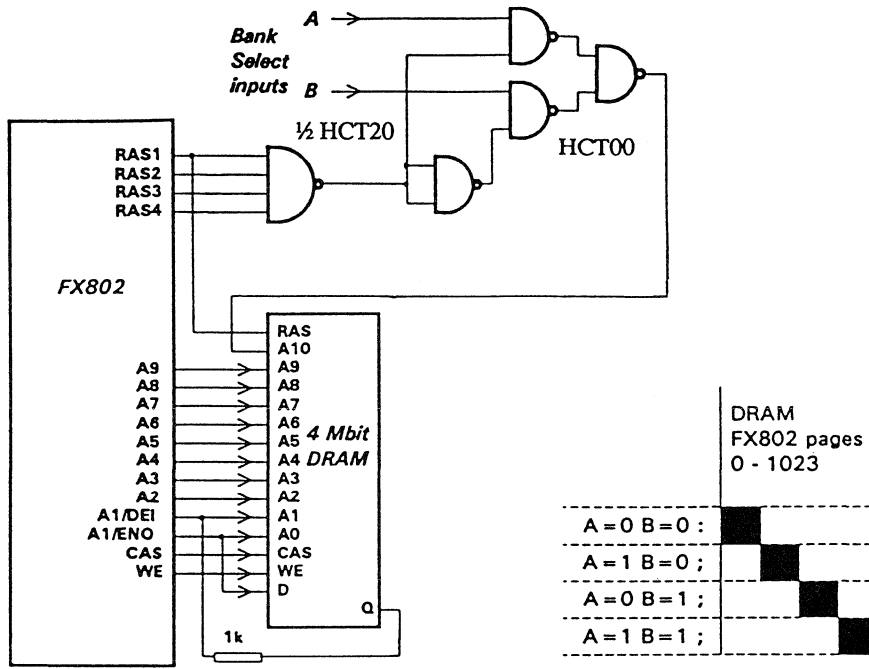 Bank
Select
inputs
A
B
½ HCT20
HCT00
RAS1
RAS2
RAS3
RAS4
FX802
A9
A8
A7
A6
A5
A4
A3
A2
A1/DEI
A1/ENO
CAS
WE
RAS
A10
A9
A8
A7
A6
A5
A4
A3
A2
A1
A0
CAS
WE
D
Q
4 Mbit
DRAM
1k
DRAM
FX802 pages
0 - 1023
A = 0 B = 0 :
A = 1 B = 0 ;
A = 0 B = 1 ;
A = 1 B = 1 ;